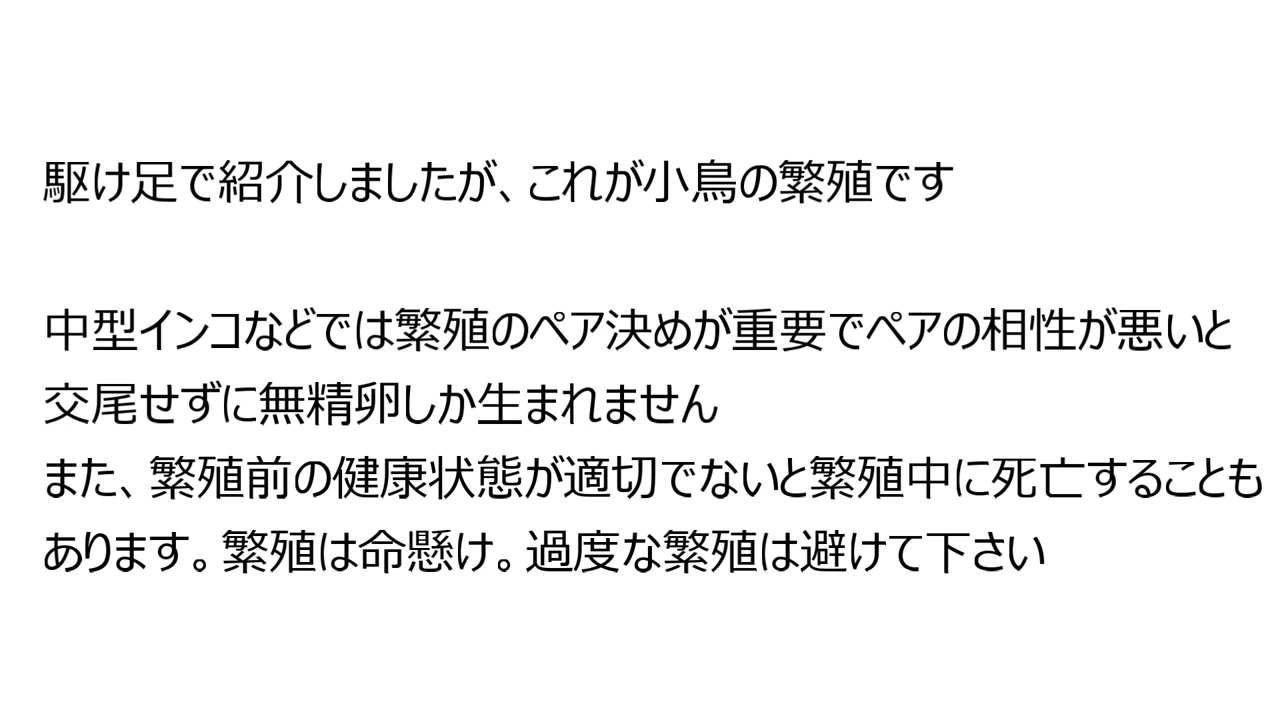 駆け足で紹介しましたが、これが小鳥の繁殖です
中型インコなどでは繁殖のペア決めが重要でペアの相性が悪いと
交尾せずに無精卵しか生まれません
また、繁殖前の健康状態が適切でないと繁殖中に死亡することも
あります。繁殖は命懸け。過度な繁殖は避けて下さい